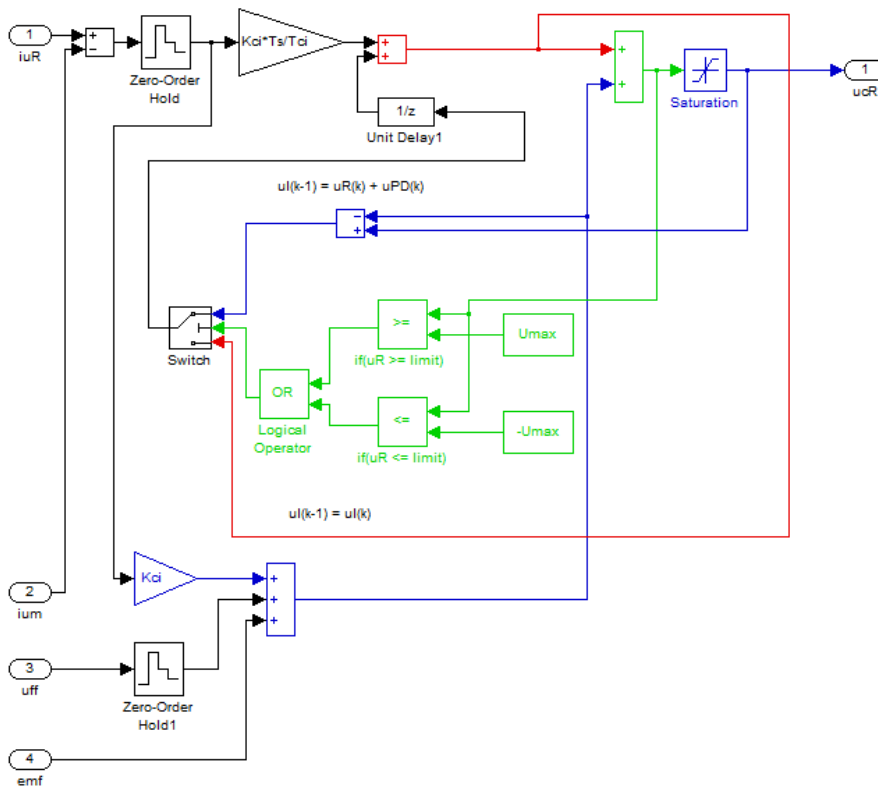 1
iuR
+
−
Zero-Order
Hold
Kci*Ts/Tci
+
+
1/z
Unit Delay1
+
+
Saturation
1
ucR
uI(k-1) = uR(k) + uPD(k)
−
+
Switch
>=
if(uR >= limit)
Umax
OR
Logical
Operator
<=
if(uR <= limit)
-Umax
uI(k-1) = uI(k)
Kci
+
+
+
2
ium
3
uff
Zero-Order
Hold1
4
emf